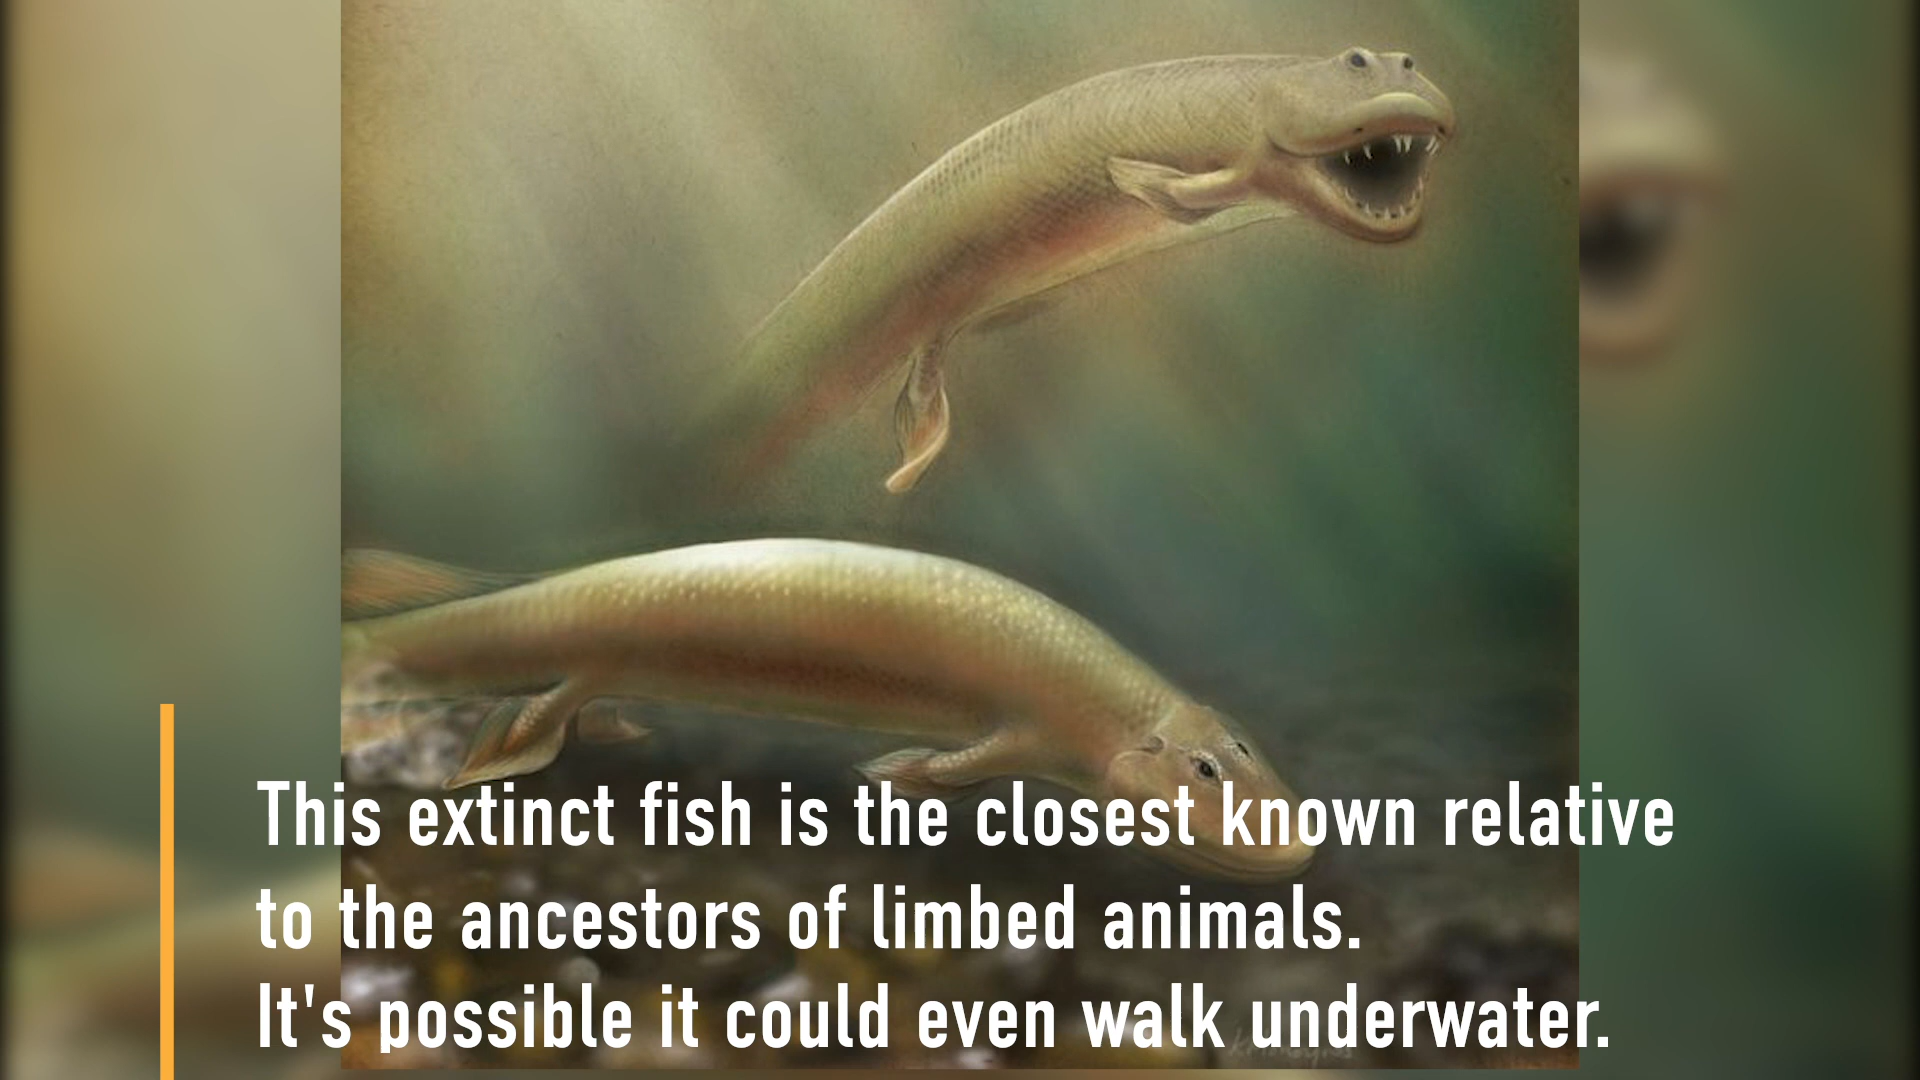 This extinct fish is the closest known relative
to the ancestors of limbed animals.
It's possible it could even walk underwater.